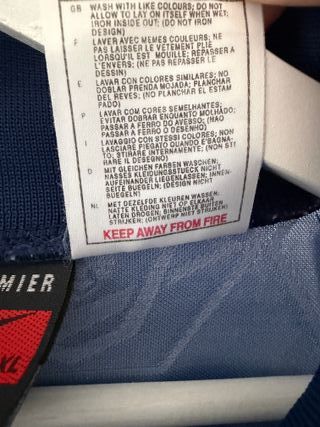 GB WASH WITH LIKE COLOURS; DO NOT
ALLOW TO LAY ON ITSELF WHEN WET;
IRON INSIDE OUT; (DO NOT IRON
DESIGN)
F LAVER AVEC MEMES COULEURS; NE
PAS LAISSER LE VETEMENT PLIE
LORSQU'IL EST MOUILLE; REPASSER A
L'ENVERS; (NE PAS REPASSER LE
DESSIN)
E LAVAR CON COLORES SIMILARES; NO
DOBLAR PRENDA MOJADA; PLANCHAR
DEL REVES; (NO PLANCHAR EL ESTAM
PADO)
P LAVAR COM CORES SEMELHANTES;
EVITAR DOBRAR ENQUANTO MOLHADO;
PASSAR A FERRO DO AVESSO; (NAO
PASSAR A FERRO O DESENHO)
I LAVAGGIO CON STESSI COLORI; NON
LASCIARE PIEGATO QUANDO E'BAGNA-
TO; STIRARE INTERNAMENTE; (NON STI
RARE IL DISEGNO)
D MIT GLEICHEN FARBEN WASCHEN;
NASSES KLEIDUNGSSTUECK NICHT
AUFEINANDER LIEGENLASSEN; INNEN-
SEITE BUEGELN; (DESIGN NICHT
BUEGELN)
NL MET DEZELFDE KLEUREN WASSEN;
NATTE KLEDING NIET OP ELKAAR
LATEN DROGEN; BINNENSTE BUITEN
STRIJKEN; (ONTWERP NIET STRIJKEN)
KEEP AWAY FROM FIRE
MIER
XL